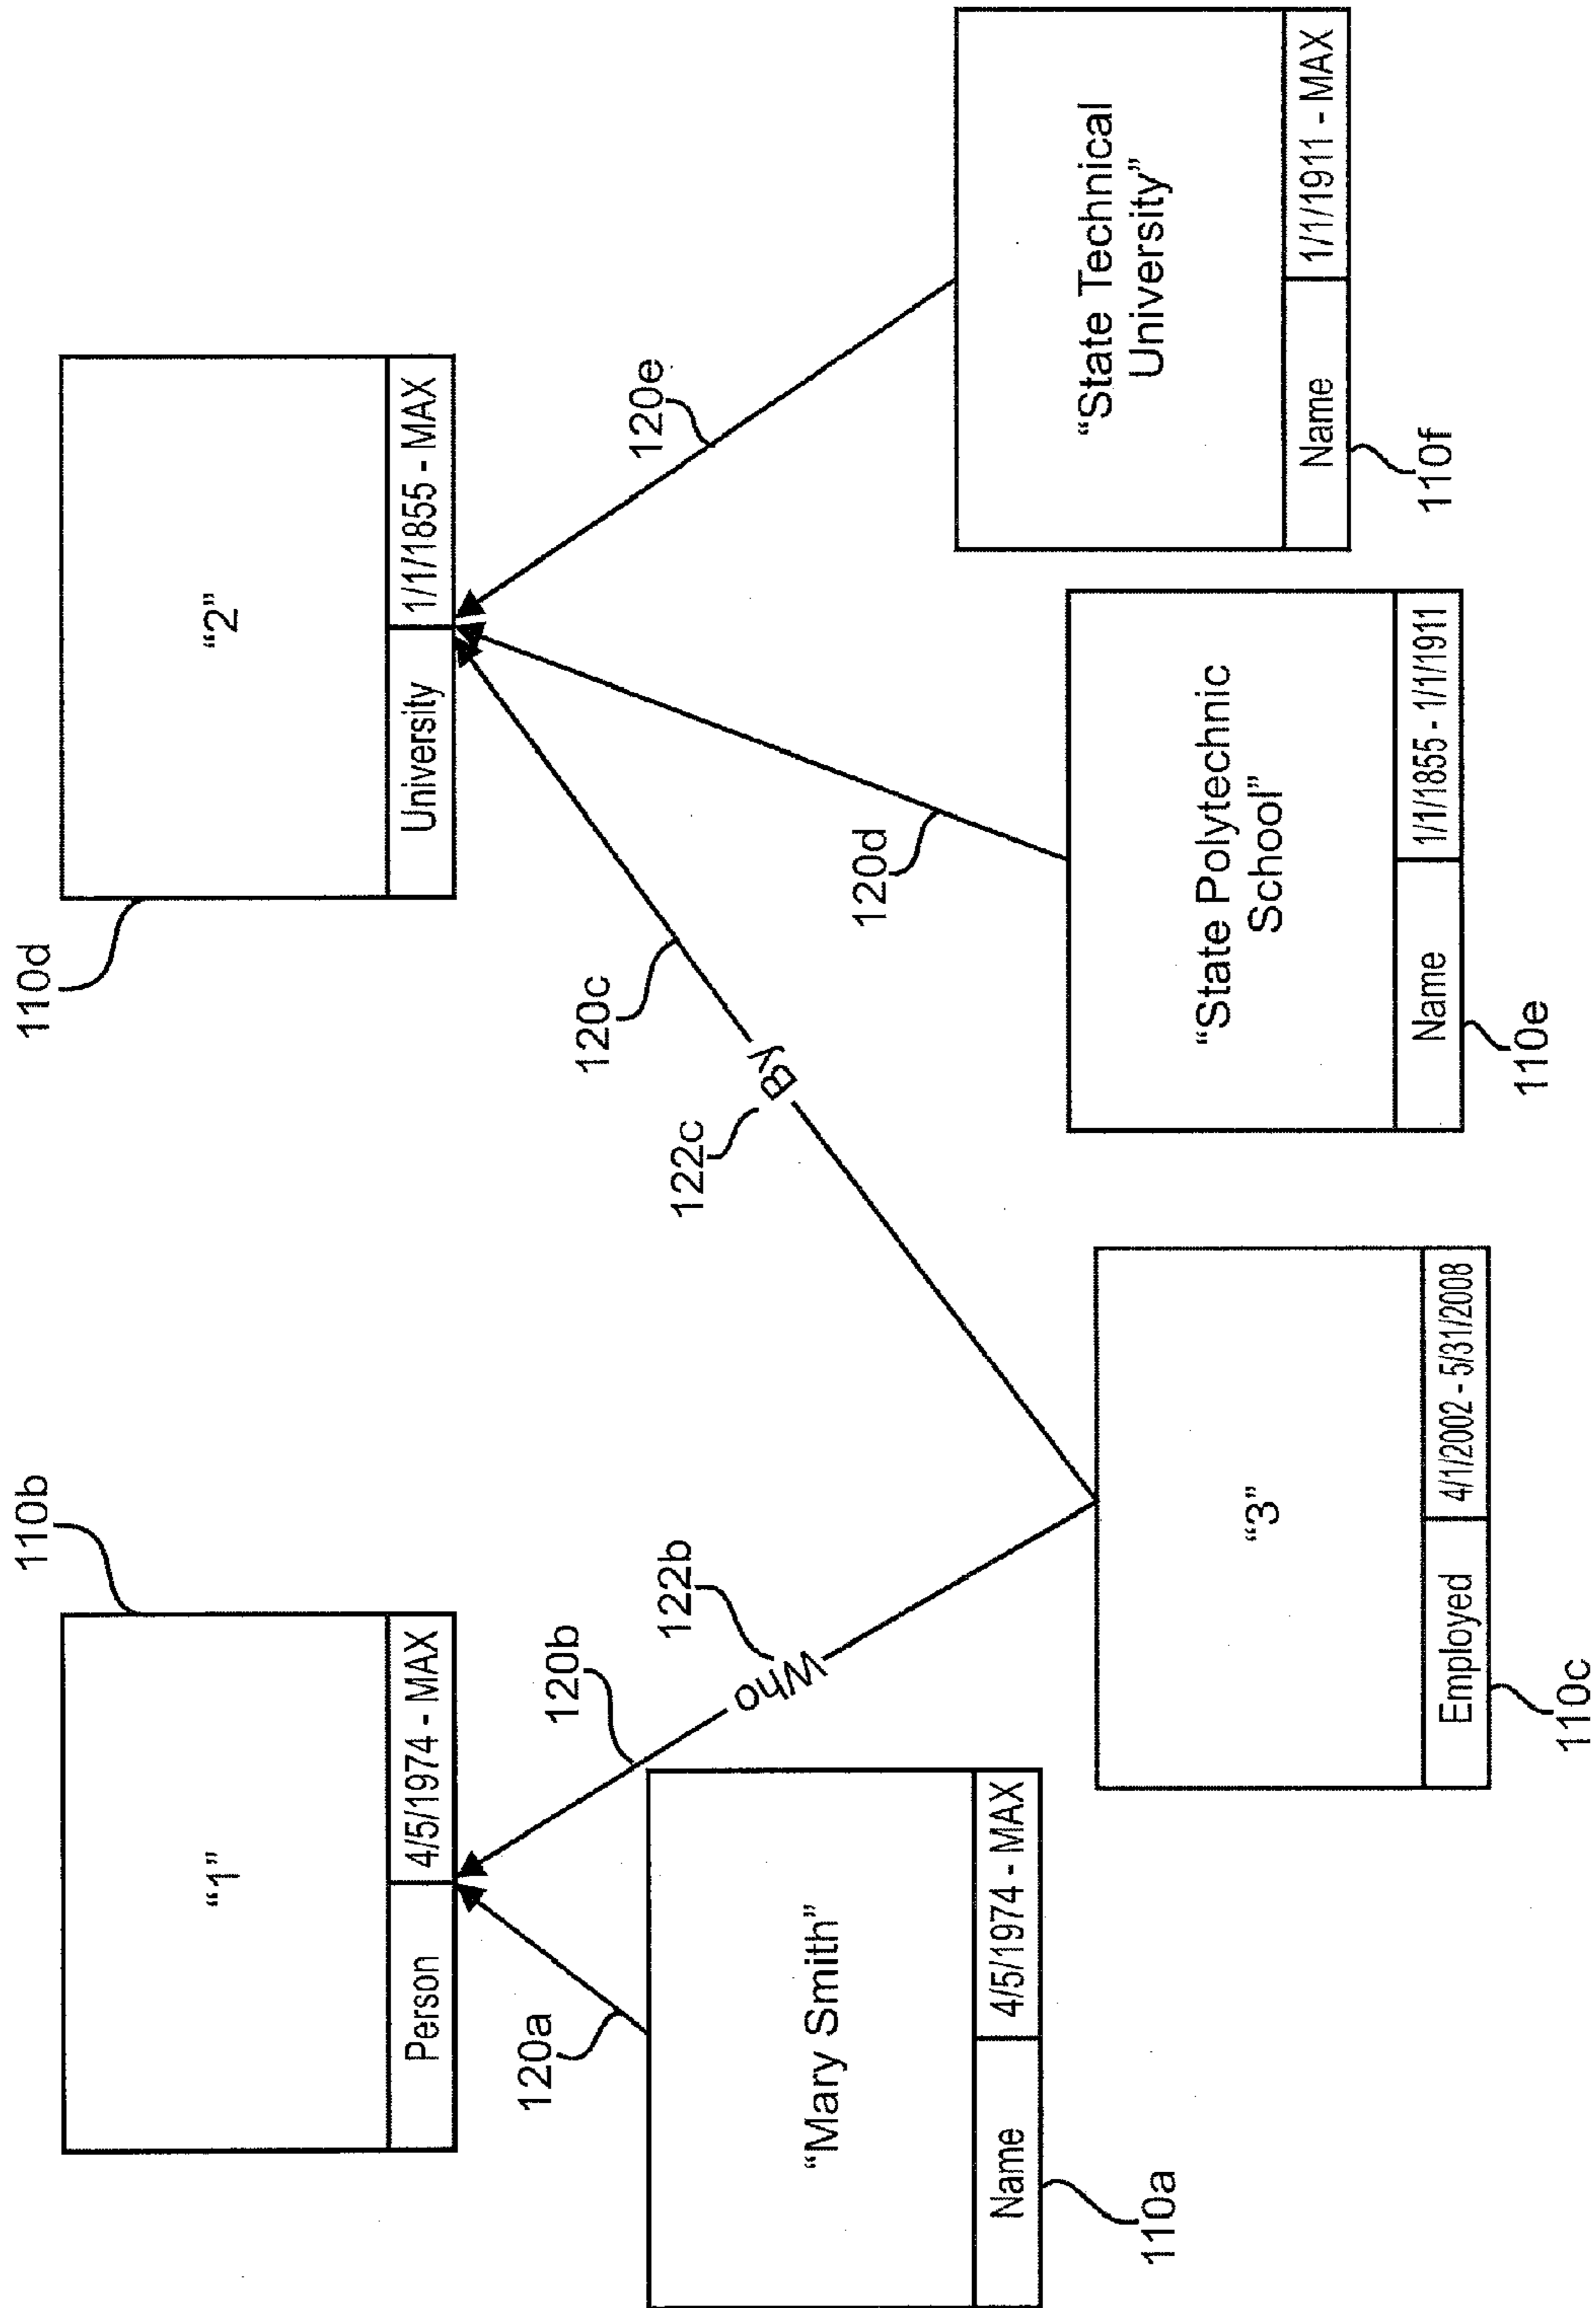 110b
“1”
Person
4/5/1974 - MAX
110d
“2”
University
1/1/1855 - MAX
120a
120b
Who
122b
120c
By
122c
120d
120e
“Mary Smith”
Name
4/5/1974 - MAX
110a
“3”
Employed
4/1/2002 - 5/31/2008
110c
“State Polytechnic
School”
Name
1/1/1855 - 1/1/1911
110e
“State Technical
University”
Name
1/1/1911 - MAX
110f